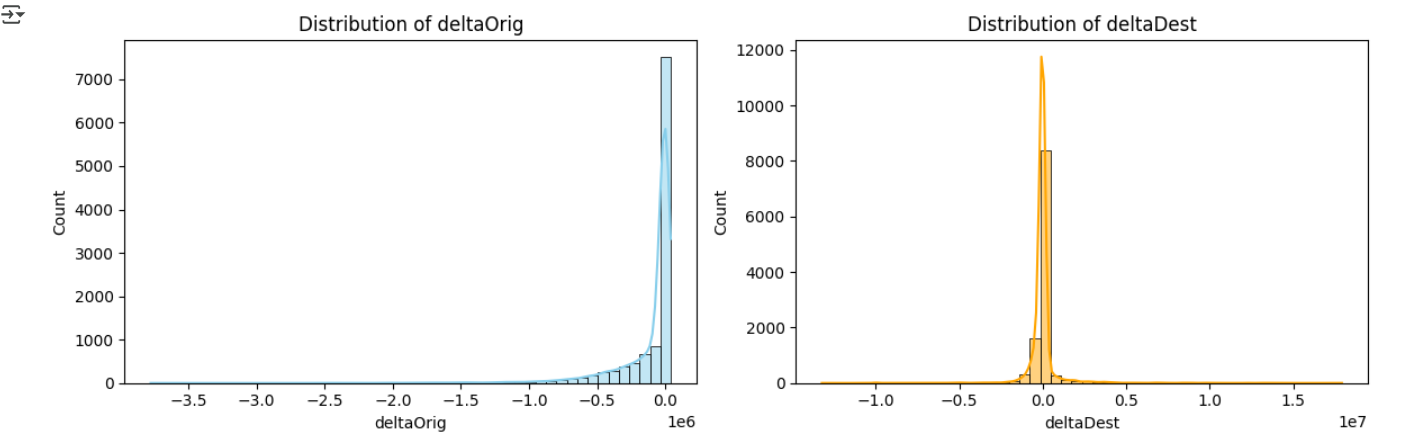 Distribution of deltaOrig
7000
6000
5000
4000
3000
2000
1000
0
Count
−3.5 −3.0 −2.5 −2.0 −1.5 −1.0 −0.5 0.0
1e6
deltaOrig
Distribution of deltaDest
12000
10000
8000
6000
4000
2000
0
Count
−1.0 −0.5 0.0 0.5 1.0 1.5
1e7
deltaDest